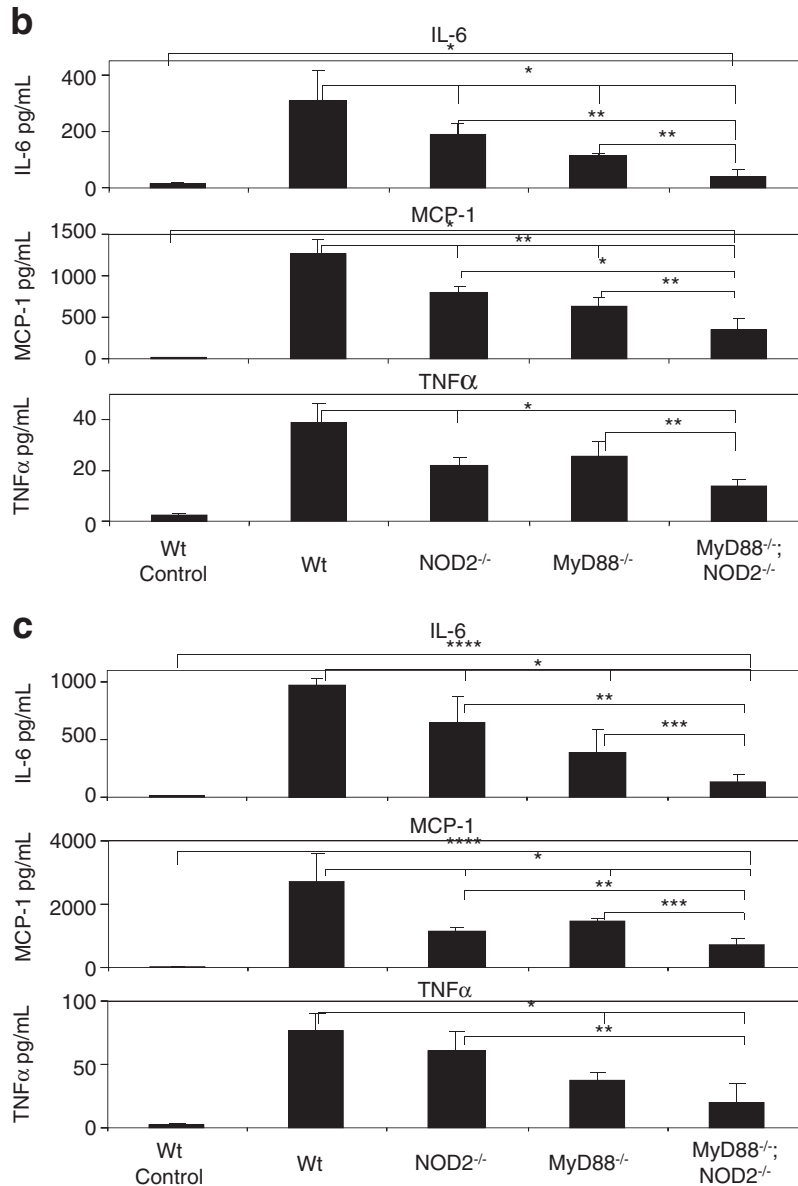 b
IL-6
*
IL-6 pg/mL
400
200
0
*
**
**
MCP-1
*
MCP-1 pg/mL
1500
1000
500
0
**
*
**
TNFα
TNFα pg/mL
40
20
0
*
**
Wt Control
Wt
NOD2-/-
MyD88-/-
MyD88-/-; NOD2-/-
c
IL-6
****
IL-6 pg/mL
1000
500
0
*
**
***
MCP-1
****
MCP-1 pg/mL
4000
2000
0
*
**
***
TNFα
TNFα pg/mL
100
50
0
*
**
Wt Control
Wt
NOD2-/-
MyD88-/-
MyD88-/-; NOD2-/-